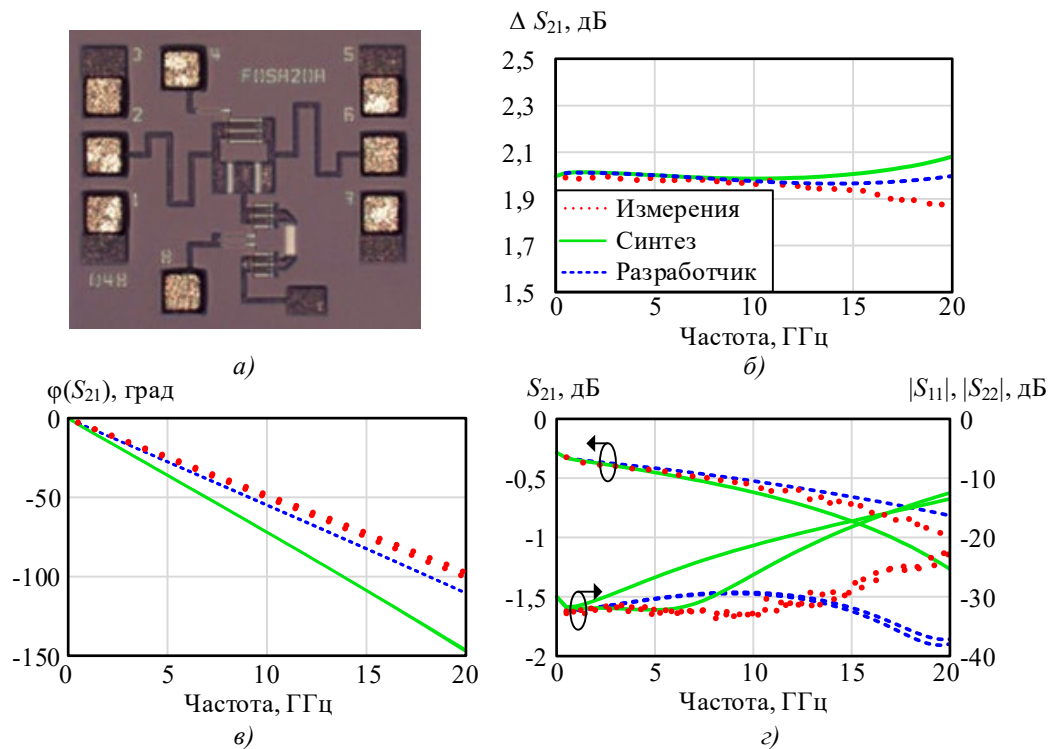 3
4
5
FDSA2DA
2
6
1
7
8
D4B
а)
Δ S21, дБ
2,5
2,3
2,1
1,9
1,7
1,5
Измерения
Синтез
Разработчик
0 5 10 15 20
Частота, ГГц
б)
φ(S21), град
0
-50
-100
-150
0 5 10 15 20
Частота, ГГц
в)
S21, дБ |S11|, |S22|, дБ
0 0
-0,5 -10
-1 -20
-1,5 -30
-2 -40
0 5 10 15 20
Частота, ГГц
г)